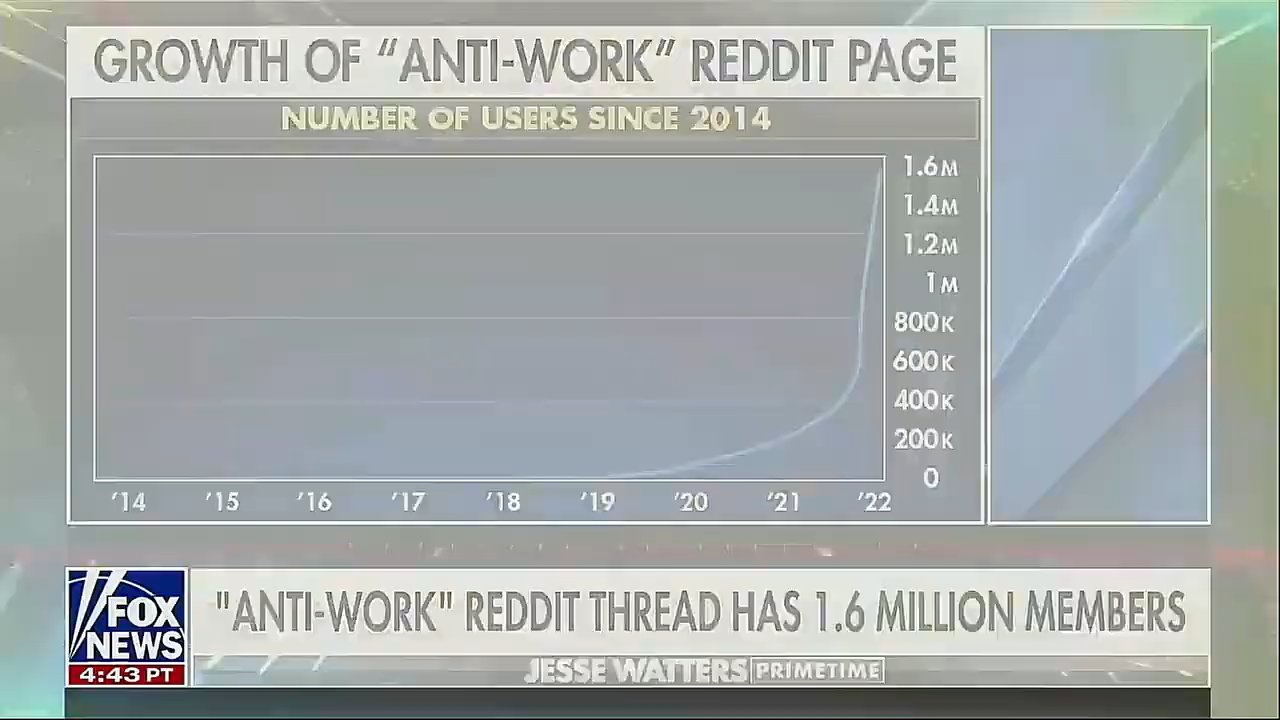 GROWTH OF “ANTI-WORK” REDDIT PAGE
NUMBER OF USERS SINCE 2014
1.6M
1.4M
1.2M
1M
800K
600K
400K
200K
0
'14 '15 '16 '17 '18 '19 '20 '21 '22
FOX
NEWS
4:43 PT
"ANTI-WORK" REDDIT THREAD HAS 1.6 MILLION MEMBERS
JESSE WATTERS PRIMETIME